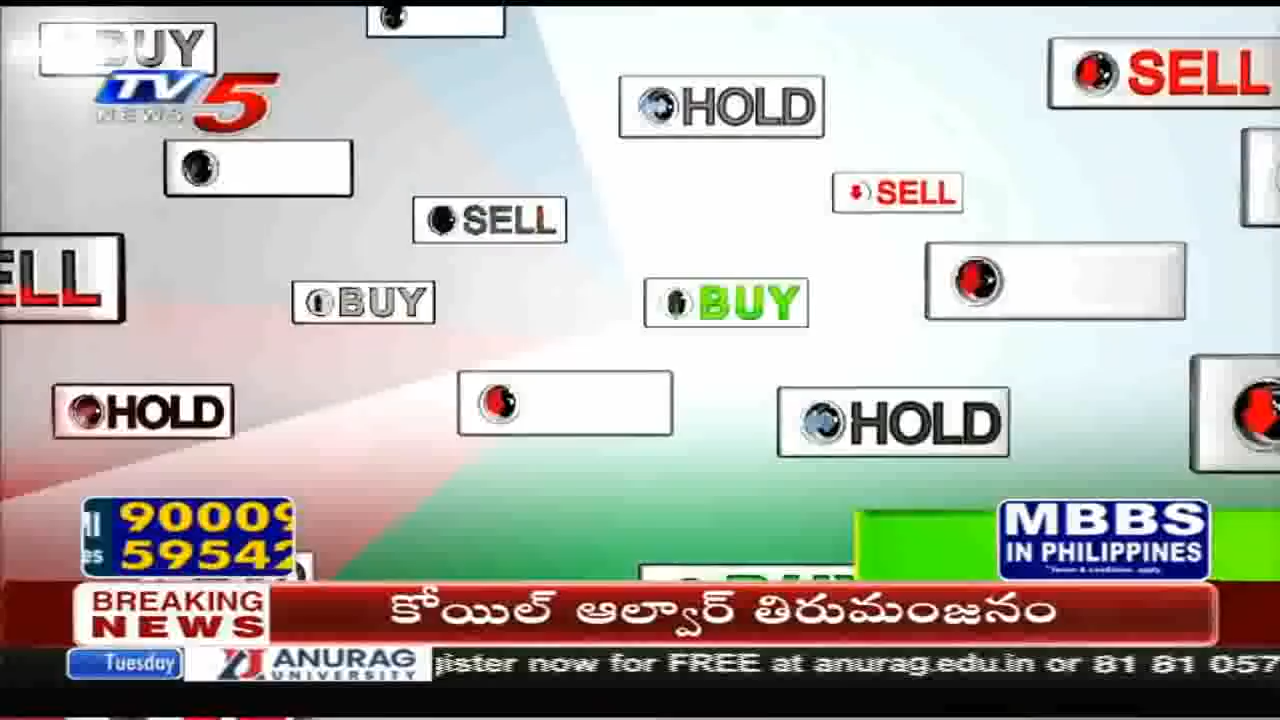 BUY
TV5
NEWS
HOLD
SELL
SELL
SELL
ELL
BUY
BUY
HOLD
HOLD
90009
59542
MBBS
IN PHILIPPINES
BREAKING
NEWS
కోయిల్ ఆల్వార్ తిరుమంజనం
Tuesday
ANURAG
UNIVERSITY
gister now for FREE at anurag.edu.in or 81 81 057